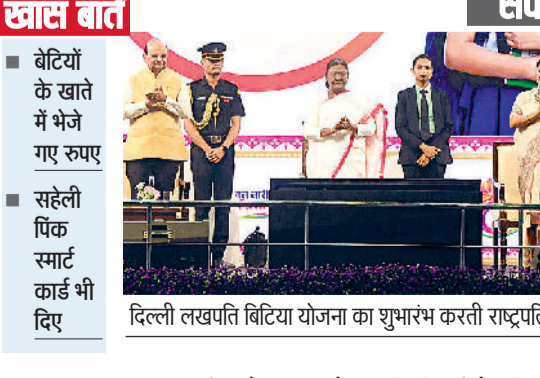 खास बातें
■ बेटियों
के खाते
में भेजे
गए रुपए
■ सहेली
पिंक
स्मार्ट
कार्ड भी
दिए
दिल्ली लखपति बिटिया योजना का शुभारंभ करती राष्ट्रपति